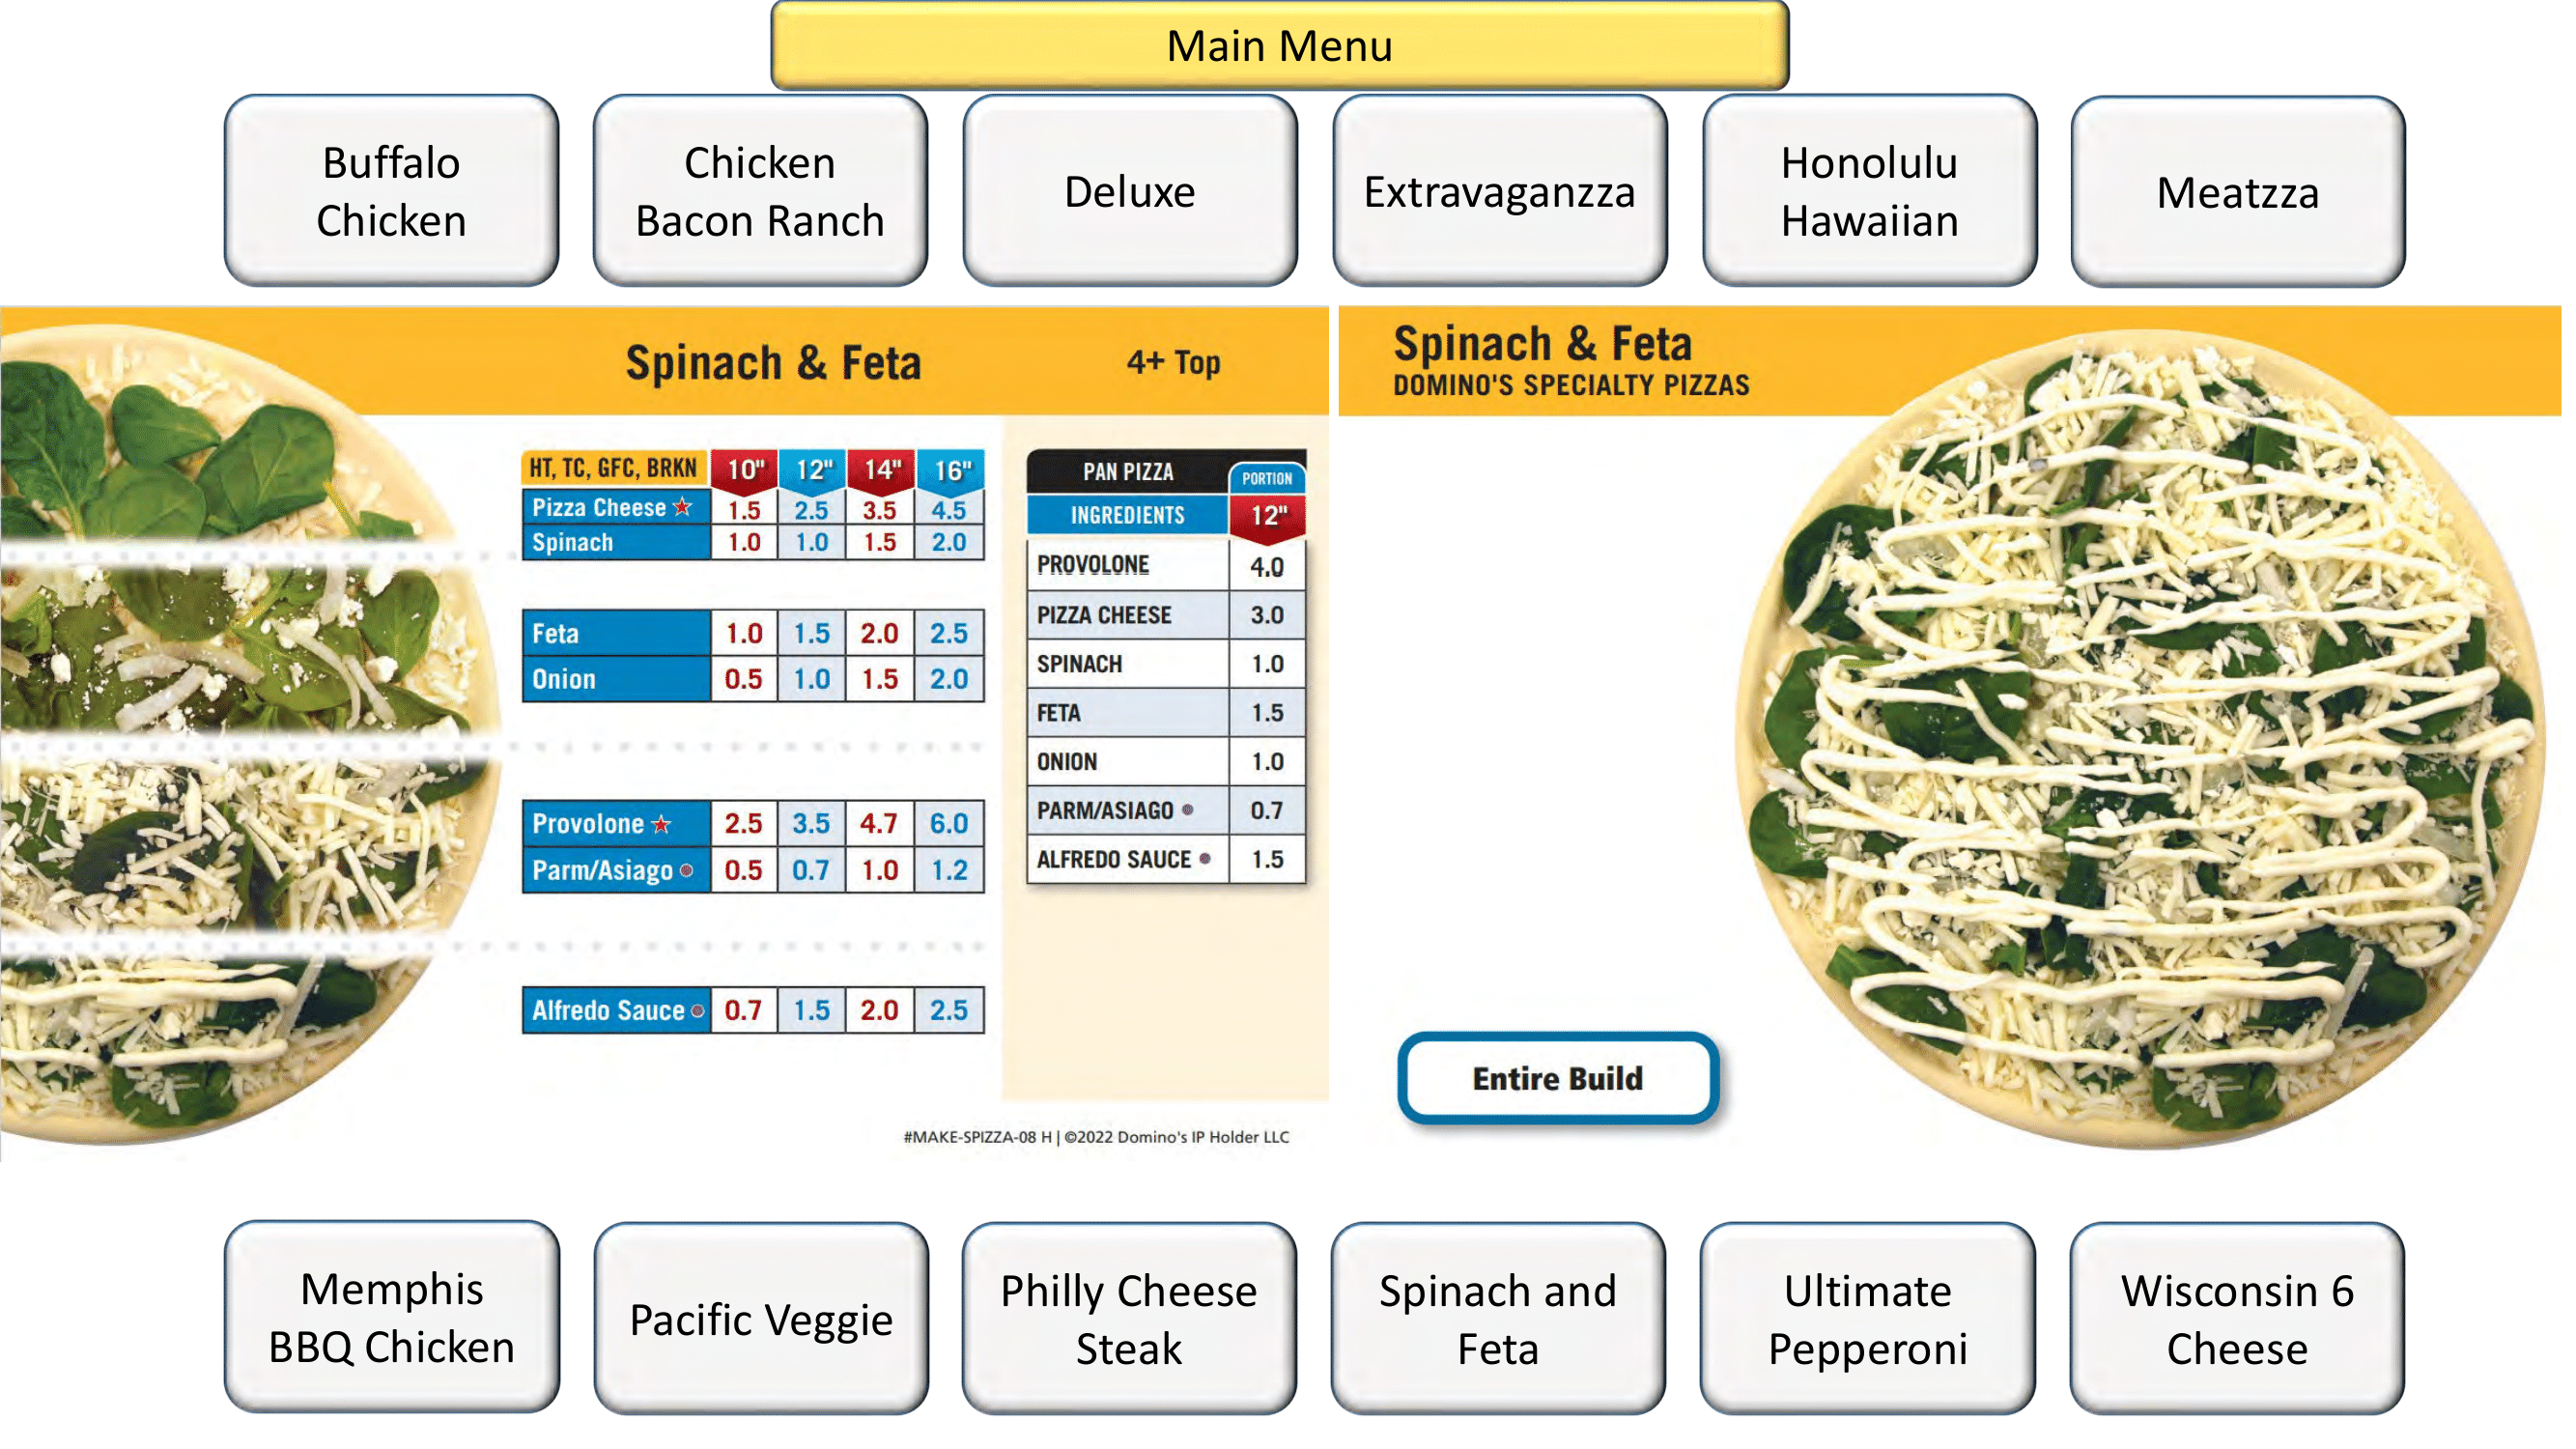 Main Menu
Buffalo
Chicken
Chicken
Bacon Ranch
Deluxe
Extravaganzza
Honolulu
Hawaiian
Meatzza
Spinach & Feta
4+ Top
HT, TC, GFC, BRKN 10" 12" 14" 16"
Pizza Cheese 1.5 2.5 3.5 4.5
Spinach 1.0 1.0 1.5 2.0
Feta 1.0 1.5 2.0 2.5
Onion 0.5 1.0 1.5 2.0
Provolone 2.5 3.5 4.7 6.0
Parm/Asiago 0.5 0.7 1.0 1.2
Alfredo Sauce 0.7 1.5 2.0 2.5
PAN PIZZA PORTION
INGREDIENTS 12"
PROVOLONE 4.0
PIZZA CHEESE 3.0
SPINACH 1.0
FETA 1.5
ONION 1.0
PARM/ASIAGO 0.7
ALFREDO SAUCE 1.5
#MAKE-SPIZZA-08 H | ©2022 Domino's IP Holder LLC
Spinach & Feta
DOMINO'S SPECIALTY PIZZAS
Entire Build
Memphis
BBQ Chicken
Pacific Veggie
Philly Cheese
Steak
Spinach and
Feta
Ultimate
Pepperoni
Wisconsin 6
Cheese